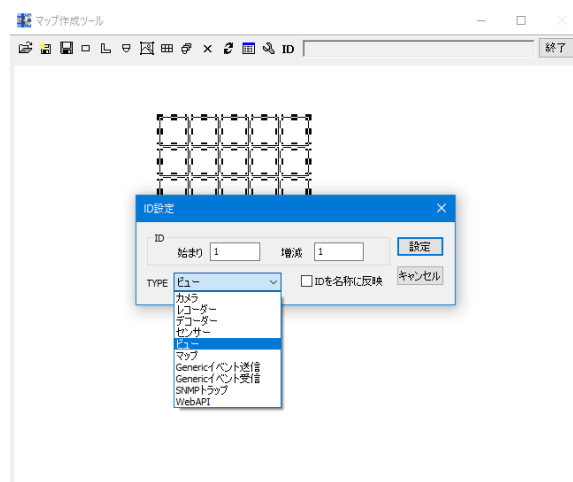 マップ作成ツール
ID
終了
ID設定
ID
始まり 1 増減 1 設定
TYPE ビュー IDを名称に反映 キャンセル
カメラ
レコーダー
デコーダー
センサー
ビュー
マップ
Genericイベント送信
Genericイベント受信
SNMPトラップ
WebAPI